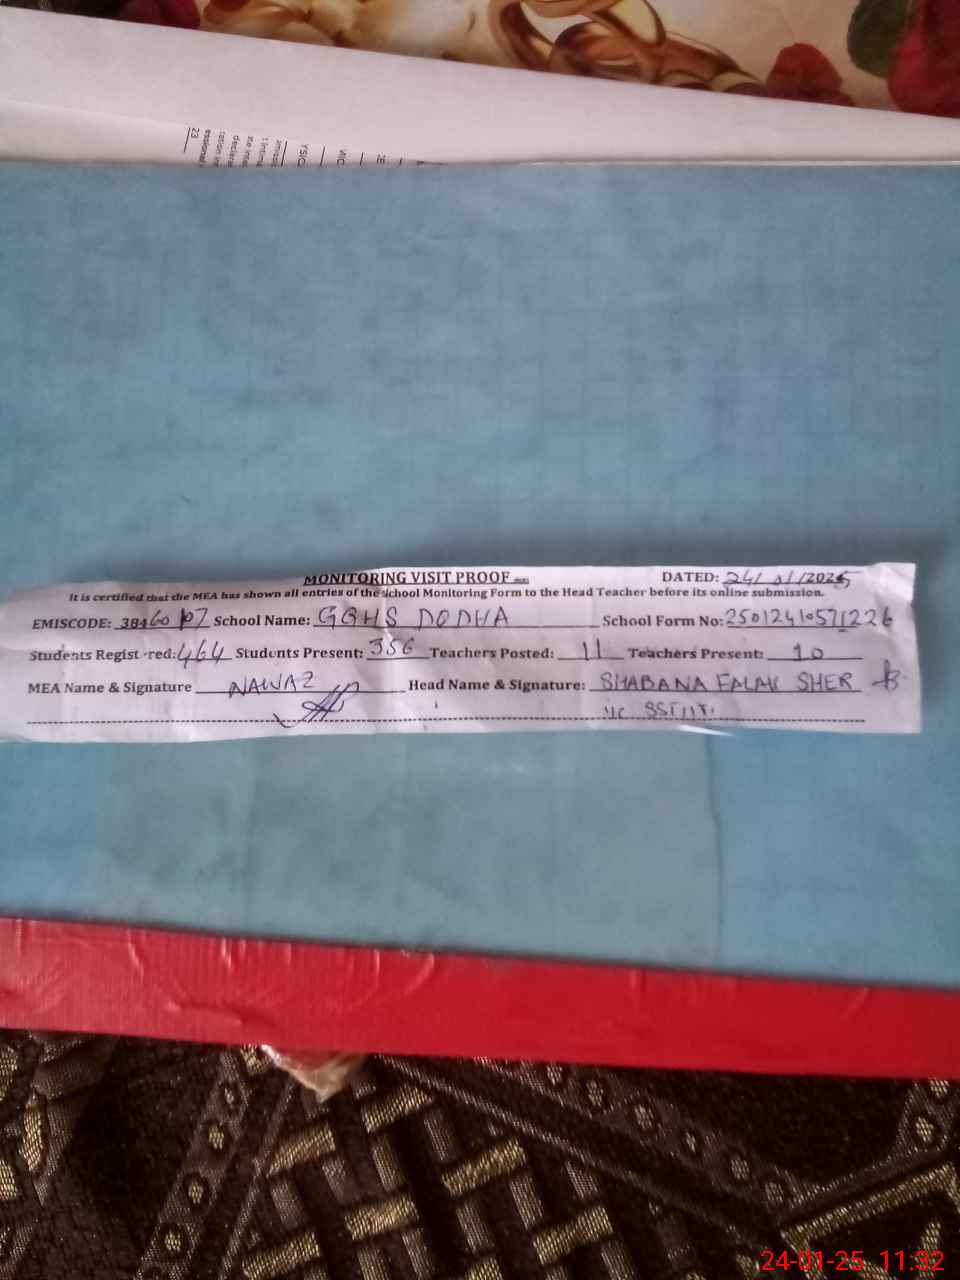 23
MONITORING VISIT PROOF
DATED: 24/01/2025
It is certified that the MEA has shown all entries of the School Monitoring Form to the Head Teacher before its online submission.
EMISCODE: 38460107 School Name: GGHS DODHA School Form No: 25012410571226
Students Regist -red: 464 Students Present: 356 Teachers Posted: 11 Teachers Present: 10
MEA Name & Signature NAWAZ Head Name & Signature: SHABANA FALAK SHER
24-01-25 11:32